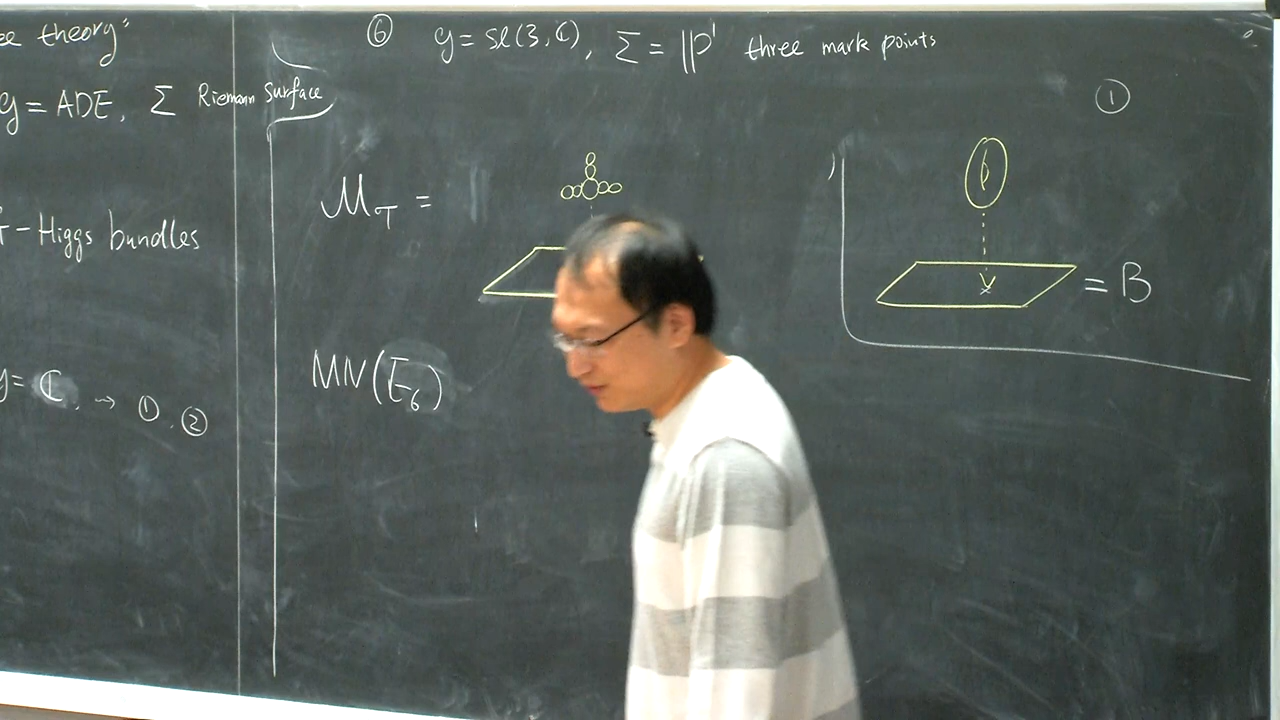 ee theory"
g = ADE, Σ Riemann Surface
- Higgs bundles
g = ℂ. → ①, ②
⑥ g = sl(3, ℂ), Σ = ℙ¹ three mark points
ℳ_T =
MN(E₆)
①
= B